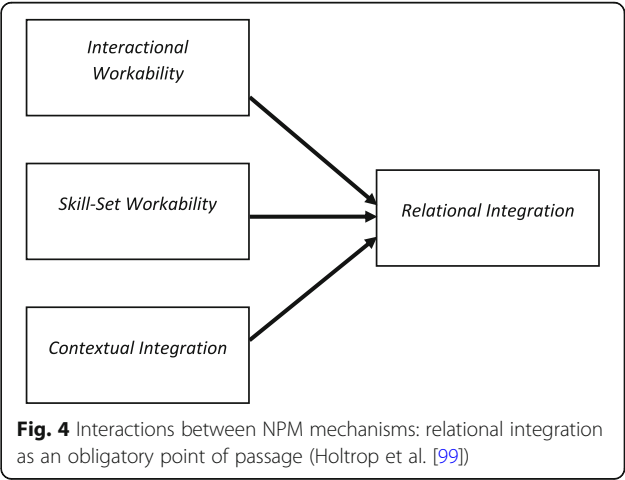 Interactional
Workability
Skill-Set Workability
Relational Integration
Contextual Integration
Fig. 4 Interactions between NPM mechanisms: relational integration
as an obligatory point of passage (Holtrop et al. [99])